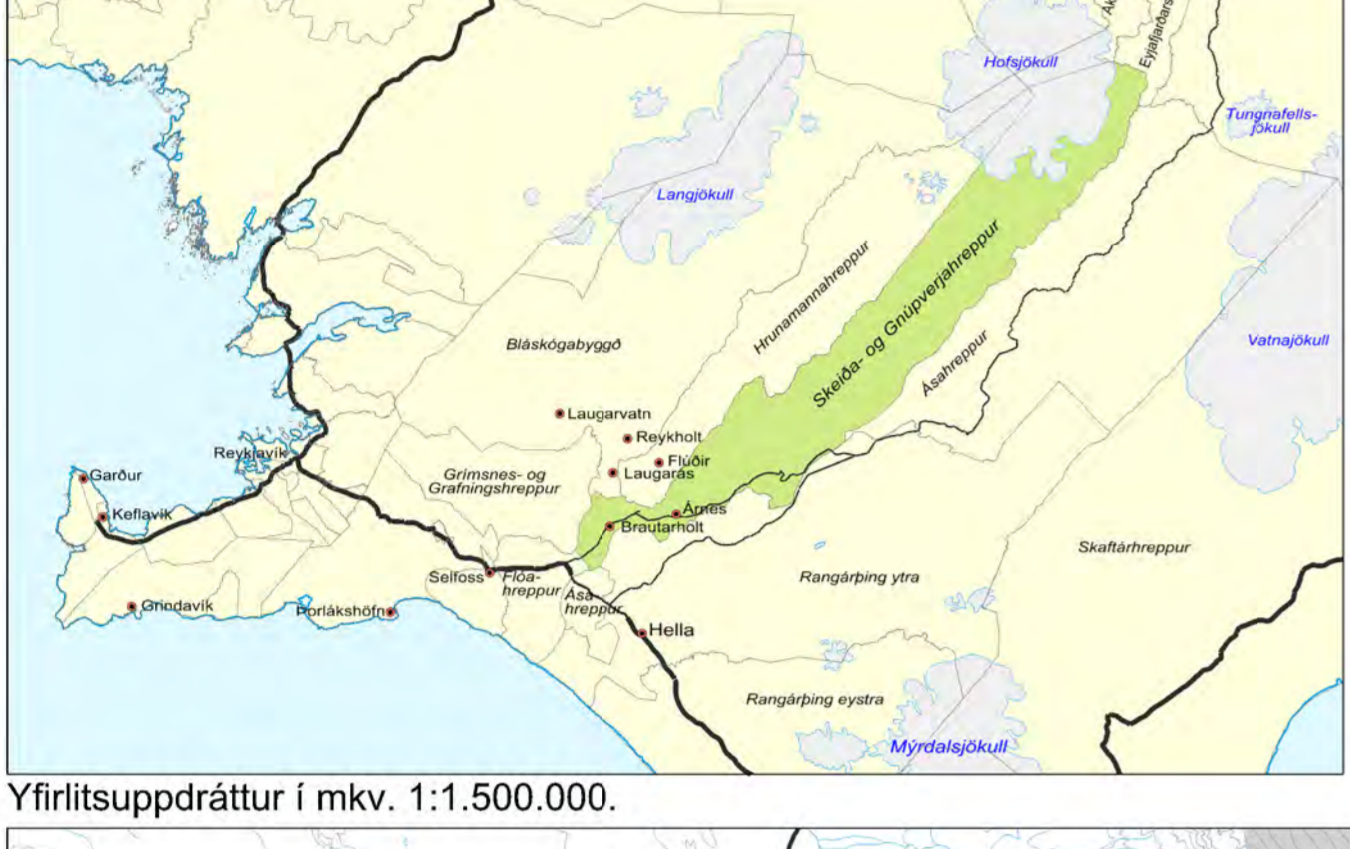 Hofsjökull
Tungnafells-
jökull
Langjökull
Vatnajökull
Hrunamannahreppur
Skeiða- og Gnúpverjahreppur
Ásahreppur
Bláskógabyggð
Laugarvatn
Reykholt
Flúðir
Laugarás
Reykjavík
Grímsnes- og
Grafningshreppur
Garður
Keflavík
Árnes
Brautarholt
Skaftárhreppur
Selfoss
Flóa-
hreppur
Ása
hreppur
Rangárþing ytra
Grindavík
Þorlákshöfn
Hella
Rangárþing eystra
Mýrdalsjökull
Yfirlitsuppdráttur í mkv. 1:1.500.000.